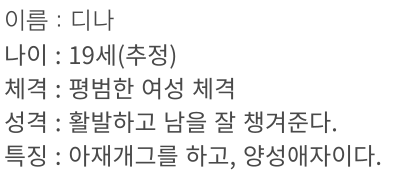 이름 : 디나
나이 : 19세(추정)
체격 : 평범한 여성 체격
성격 : 활발하고 남을 잘 챙겨준다.
특징 : 아재개그를 하고, 양성애자이다.